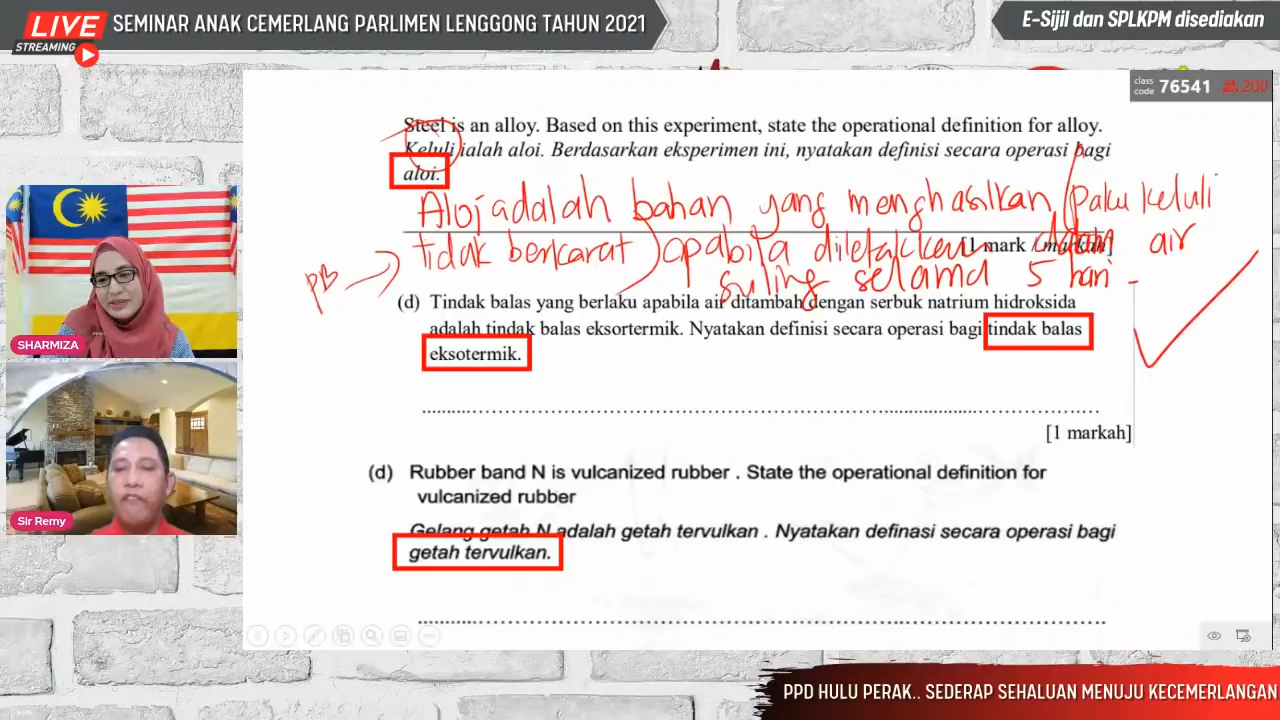 LIVE
STREAMING
SEMINAR ANAK CEMERLANG PARLIMEN LENGGONG TAHUN 2021
E-Sijil dan SPLKPM disediakan
class code 76541 200
Steel is an alloy. Based on this experiment, state the operational definition for alloy.
Keluli ialah aloi. Berdasarkan eksperimen ini, nyatakan definisi secara operasi bagi
aloi.
Aloi adalah bahan yang menghasilkan (paku keluli
[1 mark / markah]
tidak berkarat) apabila diletakkan dalam air
suling selama 5 hari
PB
(d) Tindak balas yang berlaku apabila air ditambah dengan serbuk natrium hidroksida
adalah tindak balas eksortermik. Nyatakan definisi secara operasi bagi tindak balas
eksotermik.
[1 markah]
(d) Rubber band N is vulcanized rubber . State the operational definition for
vulcanized rubber
Gelang getah N adalah getah tervulkan . Nyatakan definasi secara operasi bagi
getah tervulkan.
SHARMIZA
Sir Remy
PPD HULU PERAK.. SEDERAP SEHALUAN MENUJU KECEMERLANGAN